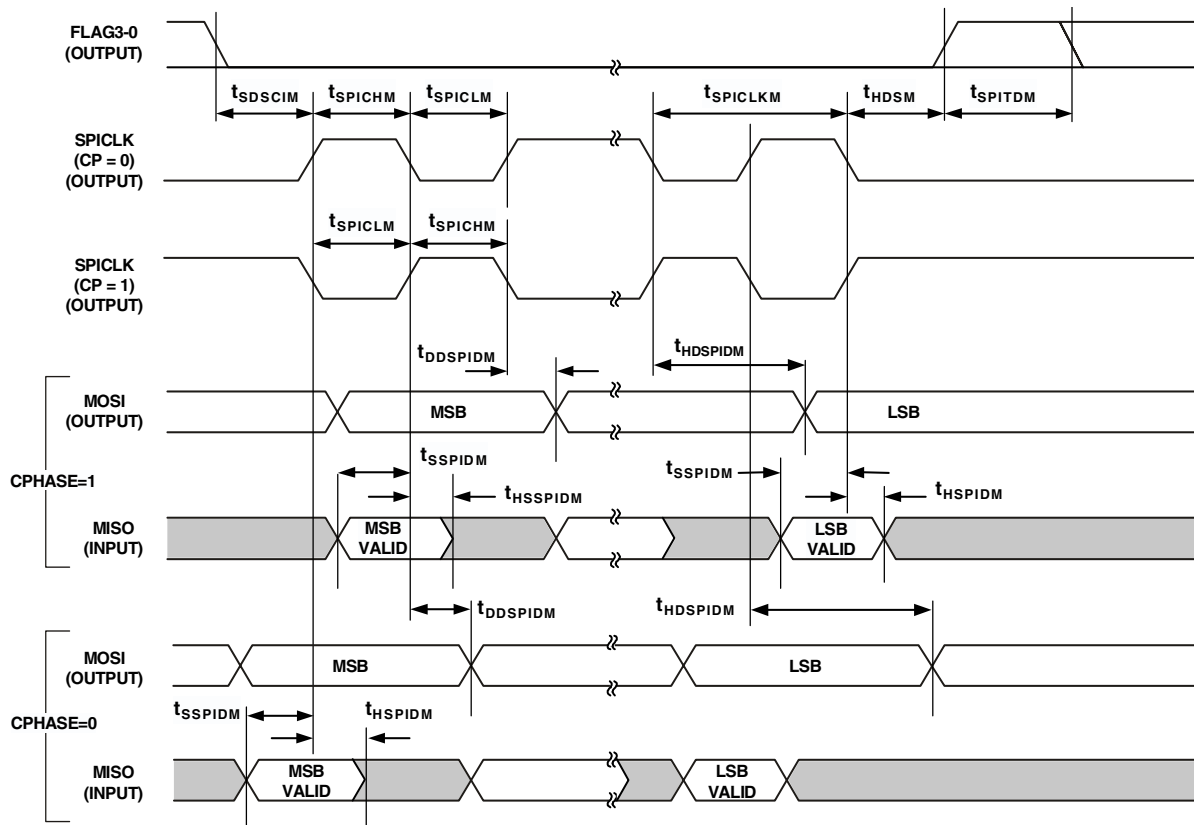 FLAG3-0
(OUTPUT)
tSDSCIM tSPICHM tSPICLM tSPICLKM tHDSM tSPITDM
SPICLK
(CP = 0)
(OUTPUT)
tSPICLM tSPICHM
SPICLK
(CP = 1)
(OUTPUT)
tDDSPIDM tHDSPIDM
CPHASE=1
MOSI
(OUTPUT)
MSB LSB
tSSPIDM tSSPIDM
tHSSPIDM tHSPIDM
MISO
(INPUT)
MSB
VALID
LSB
VALID
tDDSPIDM tHDSPIDM
CPHASE=0
MOSI
(OUTPUT)
MSB LSB
tSSPIDM tHSPIDM
MISO
(INPUT)
MSB
VALID
LSB
VALID